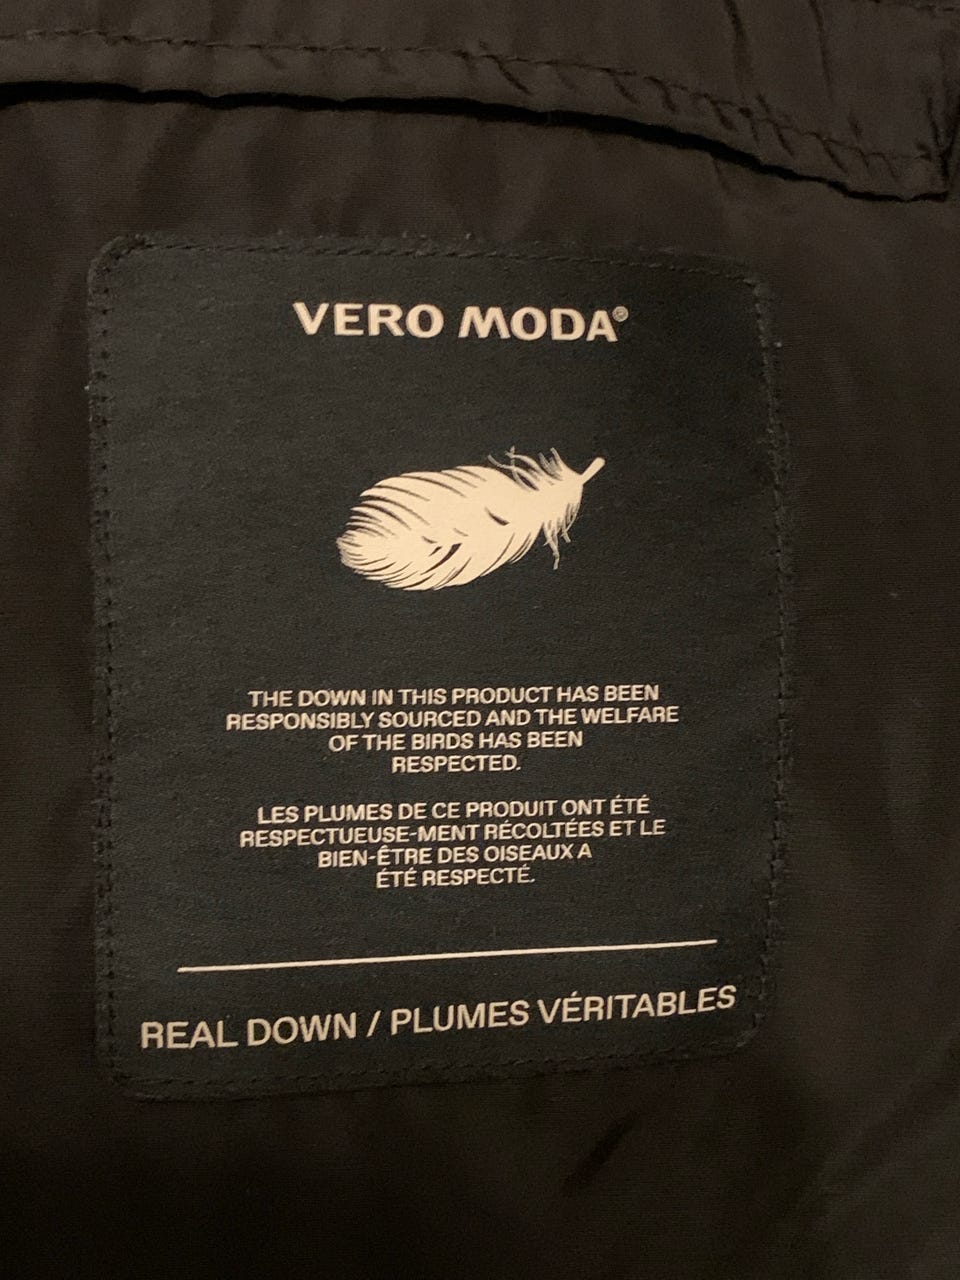 VERO MODA®
THE DOWN IN THIS PRODUCT HAS BEEN
RESPONSIBLY SOURCED AND THE WELFARE
OF THE BIRDS HAS BEEN
RESPECTED.
LES PLUMES DE CE PRODUIT ONT ÉTÉ
RESPECTUEUSE-MENT RÉCOLTÉES ET LE
BIEN-ÊTRE DES OISEAUX A
ÉTÉ RESPECTÉ.
REAL DOWN / PLUMES VÉRITABLES